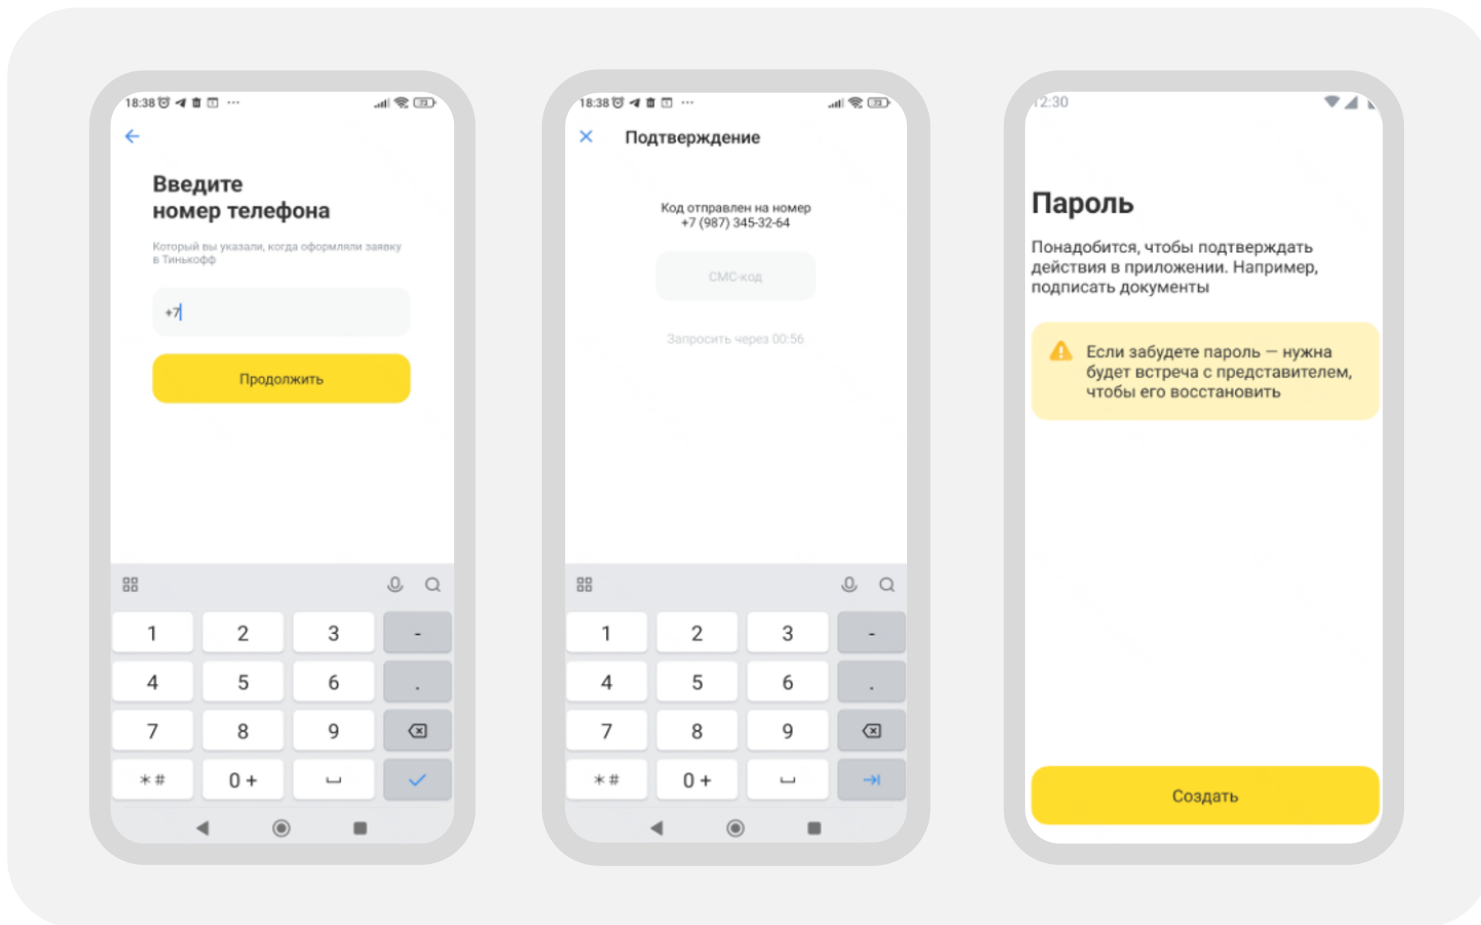 18:38
Введите
номер телефона
Который вы указали, когда оформляли заявку
в Тинькофф
+7
Продолжить
1 2 3 -
4 5 6 .
7 8 9
*# 0+
18:38
Подтверждение
Код отправлен на номер
+7 (987) 345-32-64
СМС-код
Запросить через 00:56
1 2 3 -
4 5 6 .
7 8 9
*# 0+
12:30
Пароль
Понадобится, чтобы подтверждать
действия в приложении. Например,
подписать документы
Если забудете пароль — нужна
будет встреча с представителем,
чтобы его восстановить
Создать